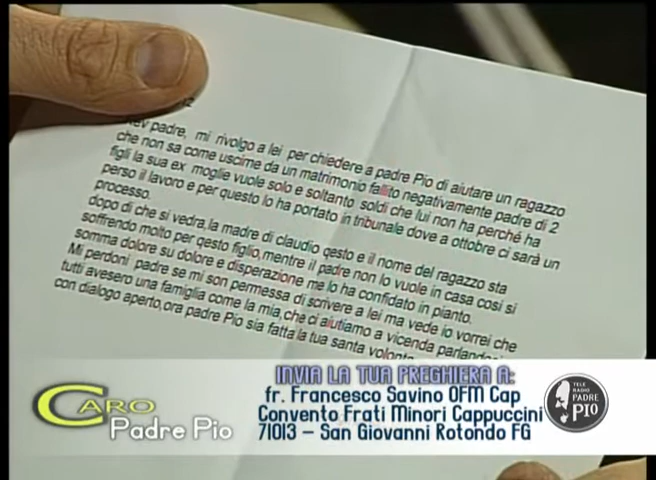 Rev padre, mi rivolgo a lei per chiedere a padre Pio di aiutare un ragazzo
che non sa come uscirne da un matrimonio fallito negativamente padre di 2
figli la sua ex moglie vuole solo e soltanto soldi che lui non ha perché ha
perso il lavoro e per questo lo ha portato in tribunale dove a ottobre ci sarà un
processo.
dopo di che si vedra,la madre di claudio qesto e il nome del ragazzo sta
soffrendo molto per qesto figlio,mentre il padre non lo vuole in casa cosi si
somma dolore su dolore e disperazione me lo ha confidato in pianto.
Mi perdoni padre se mi son permessa di scrivere a lei ma vede io vorrei che
tutti avesero una famiglia come la mia,che ci aiutiamo a vicenda
con dialogo aperto,ora padre Pio sia fatta la tua santa
INVIA LA TUA PREGHIERA A:
fr. Francesco Savino OFM Cap
Convento Frati Minori Cappuccini
71013 – San Giovanni Rotondo FG
CARO
Padre Pio
TELE
RADIO
PADRE
PIO